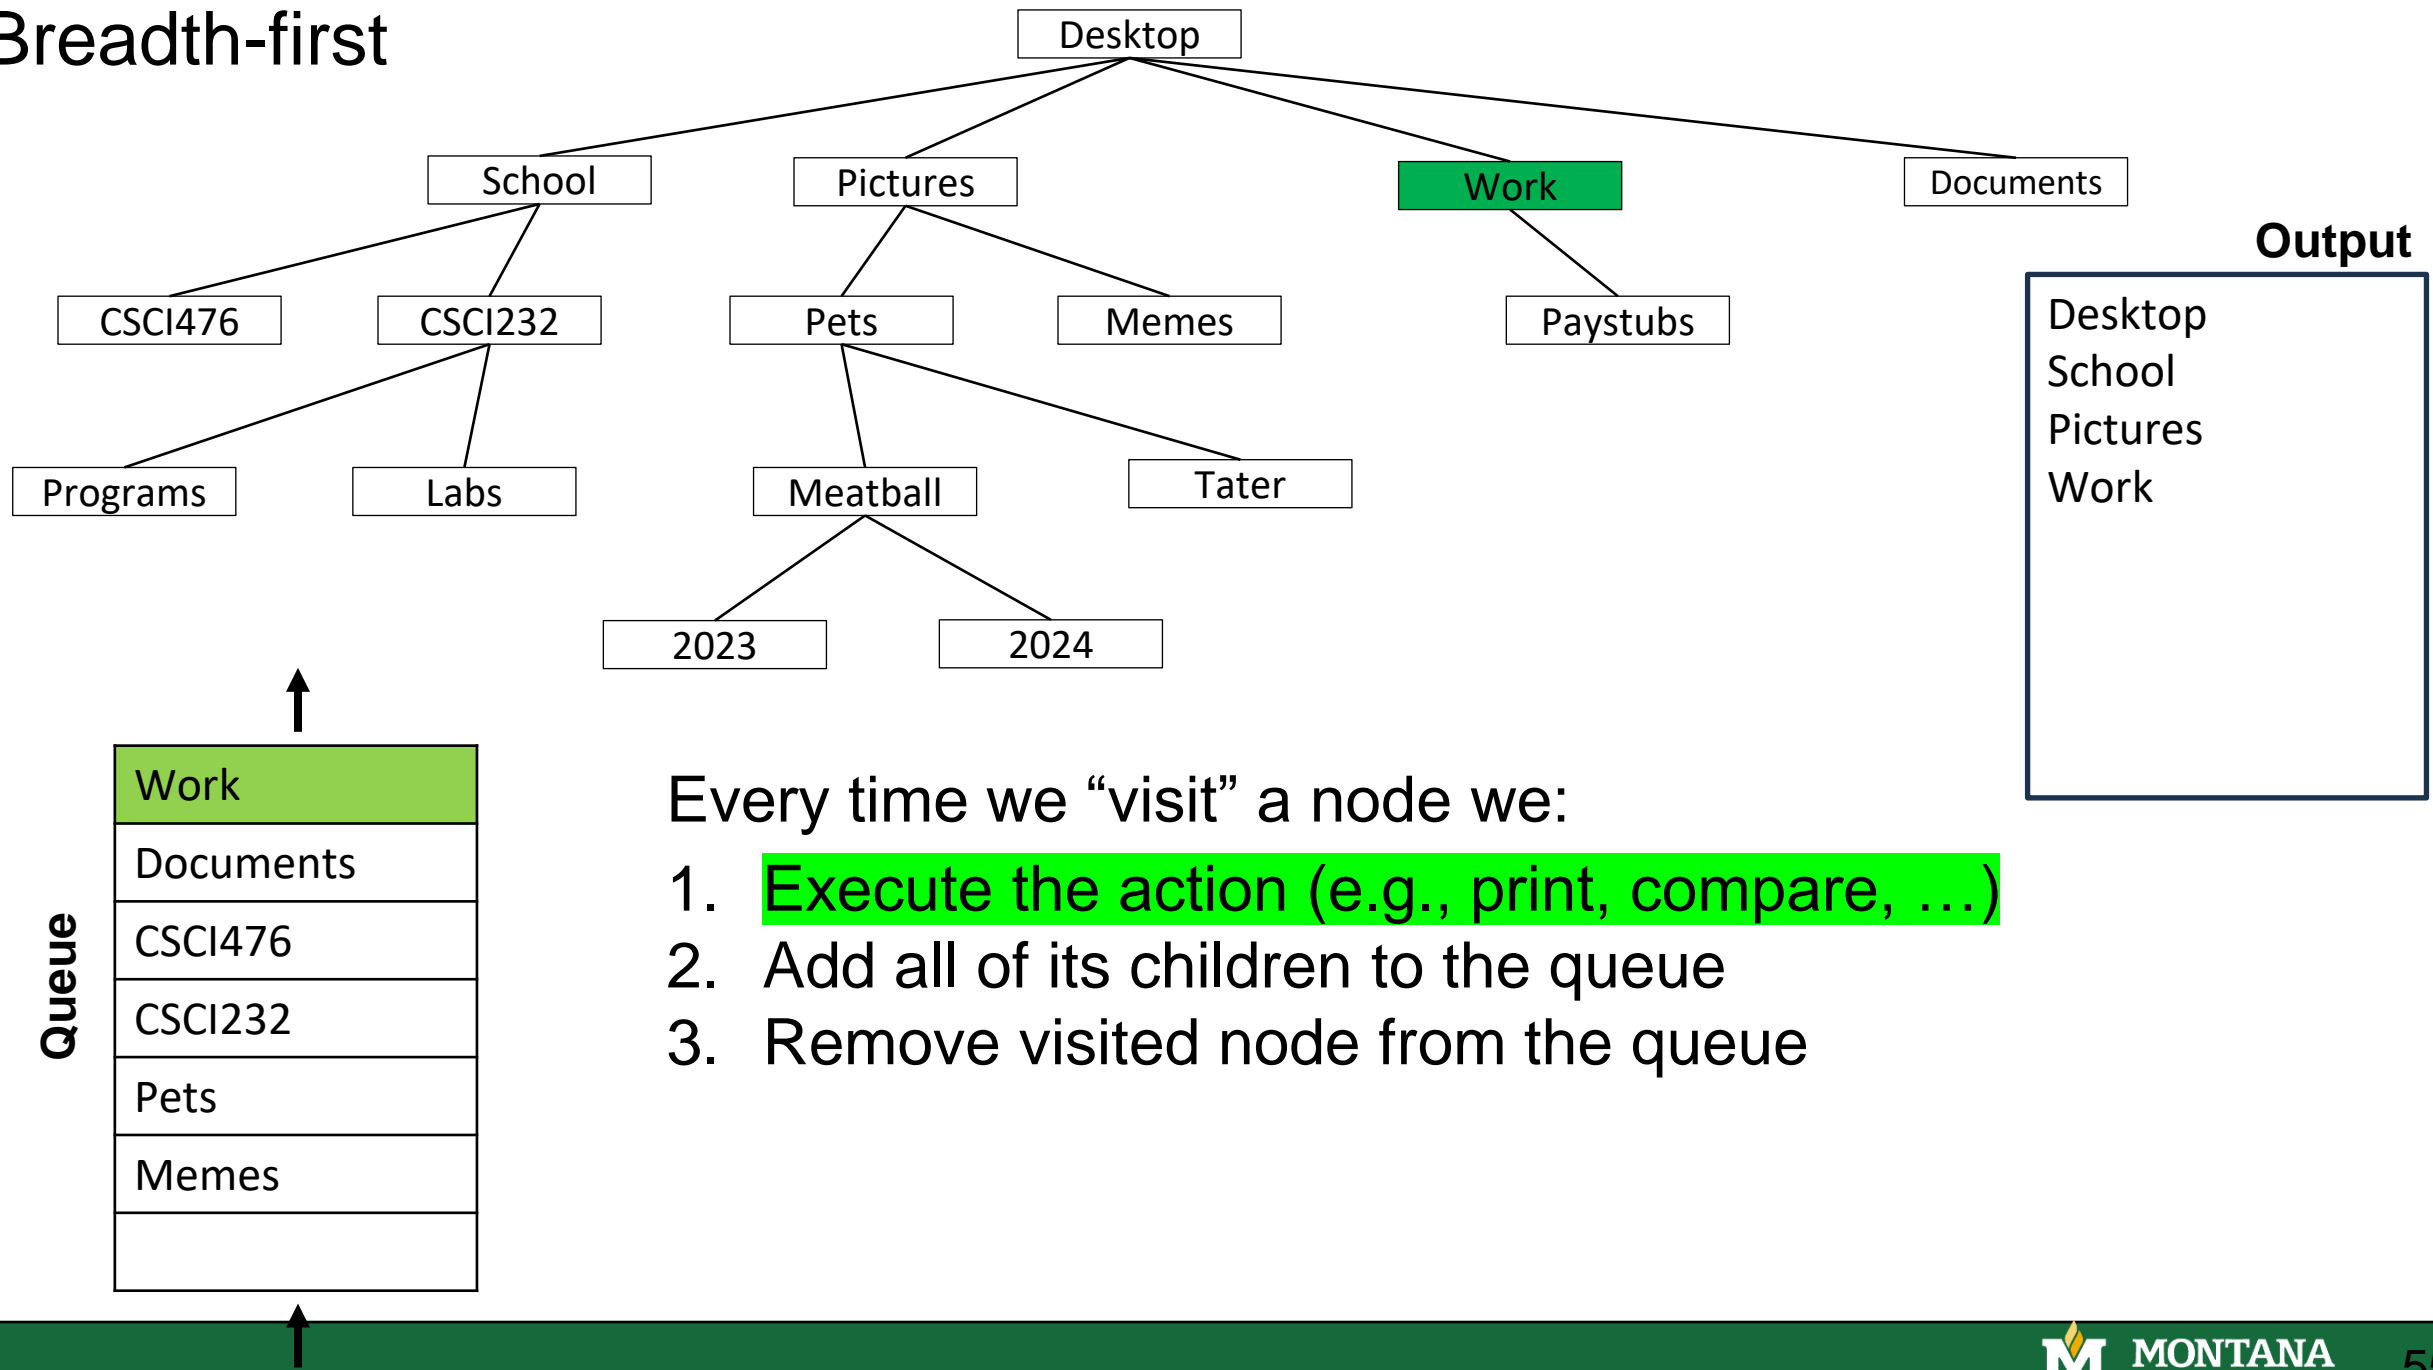 Breadth-first
Desktop
School
Pictures
Work
Documents
CSCI476
CSCI232
Pets
Memes
Paystubs
Programs
Labs
Meatball
Tater
2023
2024
Output
Desktop
School
Pictures
Work
Queue
Work
Documents
CSCI476
CSCI232
Pets
Memes
Every time we “visit” a node we:
1. Execute the action (e.g., print, compare, …)
2. Add all of its children to the queue
3. Remove visited node from the queue
M MONTANA